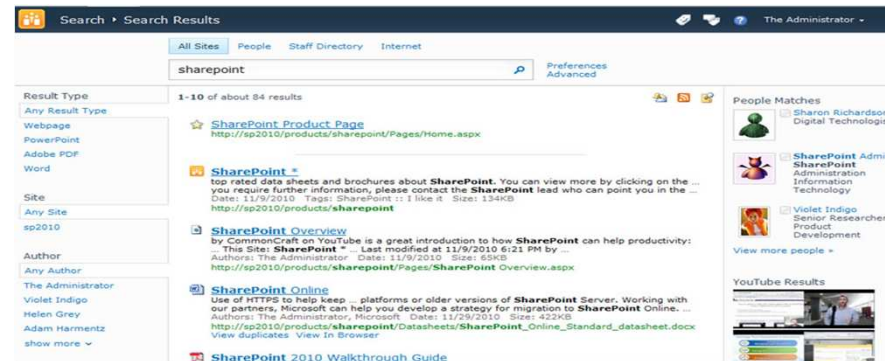 Search ▸ Search Results
The Administrator
All Sites People Staff Directory Internet
sharepoint
Preferences
Advanced
Result Type
Any Result Type
Webpage
PowerPoint
Adobe PDF
Word
Site
Any Site
sp2010
Author
Any Author
The Administrator
Violet Indigo
Helen Grey
Adam Harmentz
show more
1-10 of about 84 results
SharePoint Product Page
http://sp2010/products/sharepoint/Pages/Home.aspx
SharePoint *
top rated data sheets and brochures about SharePoint. You can view more by clicking on the ...
you require further information, please contact the SharePoint lead who can point you in the ...
Date: 11/9/2010 Tags: SharePoint :: I like it Size: 134KB
http://sp2010/products/sharepoint
SharePoint Overview
by CommonCraft on YouTube is a great introduction to how SharePoint can help productivity:
... This Site: SharePoint * ... Last modified at 11/9/2010 6:21 PM by ...
Authors: The Administrator Date: 11/9/2010 Size: 65KB
http://sp2010/products/sharepoint/Pages/SharePoint Overview.aspx
SharePoint Online
Use of HTTPS to help keep ... platforms or older versions of SharePoint Server. Working with
our partners, Microsoft can help you develop a strategy for migration to SharePoint Online. ...
Authors: The Administrator, Microsoft Date: 11/29/2010 Size: 422KB
http://sp2010/products/sharepoint/Datasheets/SharePoint_Online_Standard_datasheet.docx
View duplicates View In Browser
SharePoint 2010 Walkthrough Guide
People Matches
Sharon Richardson
Digital Technologis
SharePoint Admi
SharePoint
Administration
Information
Technology
Violet Indigo
Senior Researcher
Product
Development
View more people »
YouTube Results